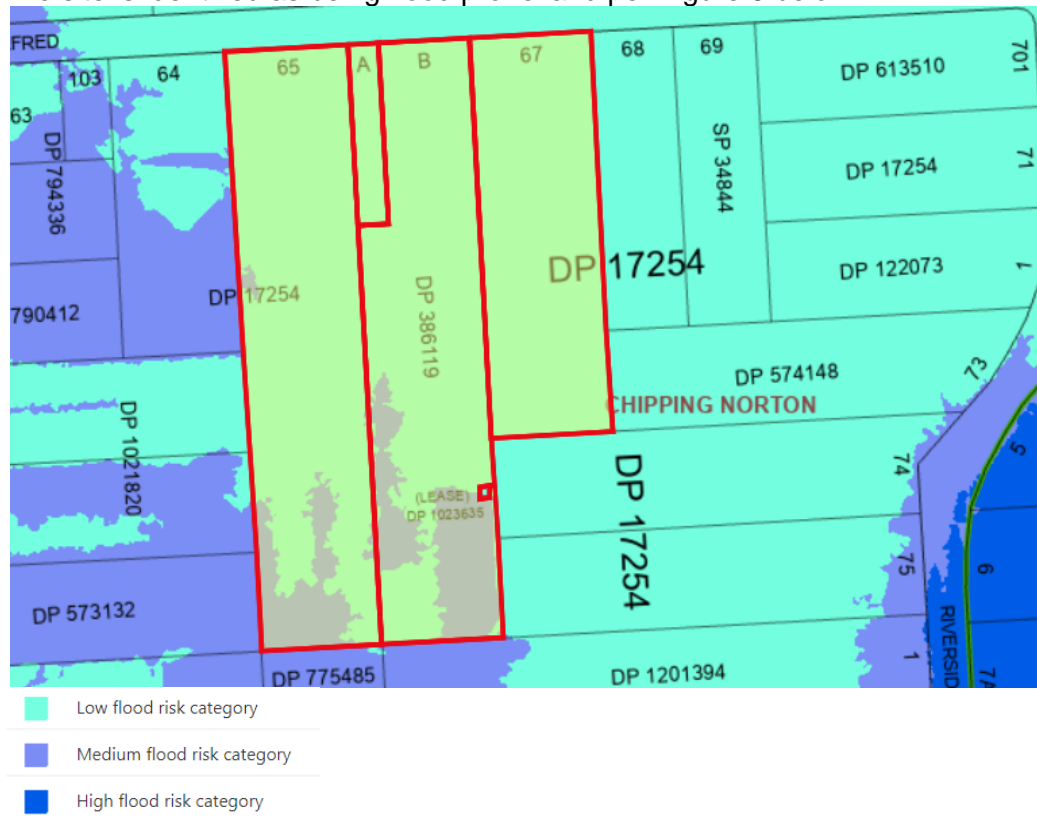 FRED
103
64
65
A
B
67
68
69
DP 613510
701
63
DP 794336
SP 34844
DP 17254
71
DP 17254
DP 17254
DP 122073
1
790412
DP 386119
DP 574148
73
CHIPPING NORTON
DP 1021820
DP 17254
74
5
(LEASE)
DP 1023635
75
6
DP 573132
RIVERSID
1
DP 775485
DP 1201394
Low flood risk category
Medium flood risk category
High flood risk category